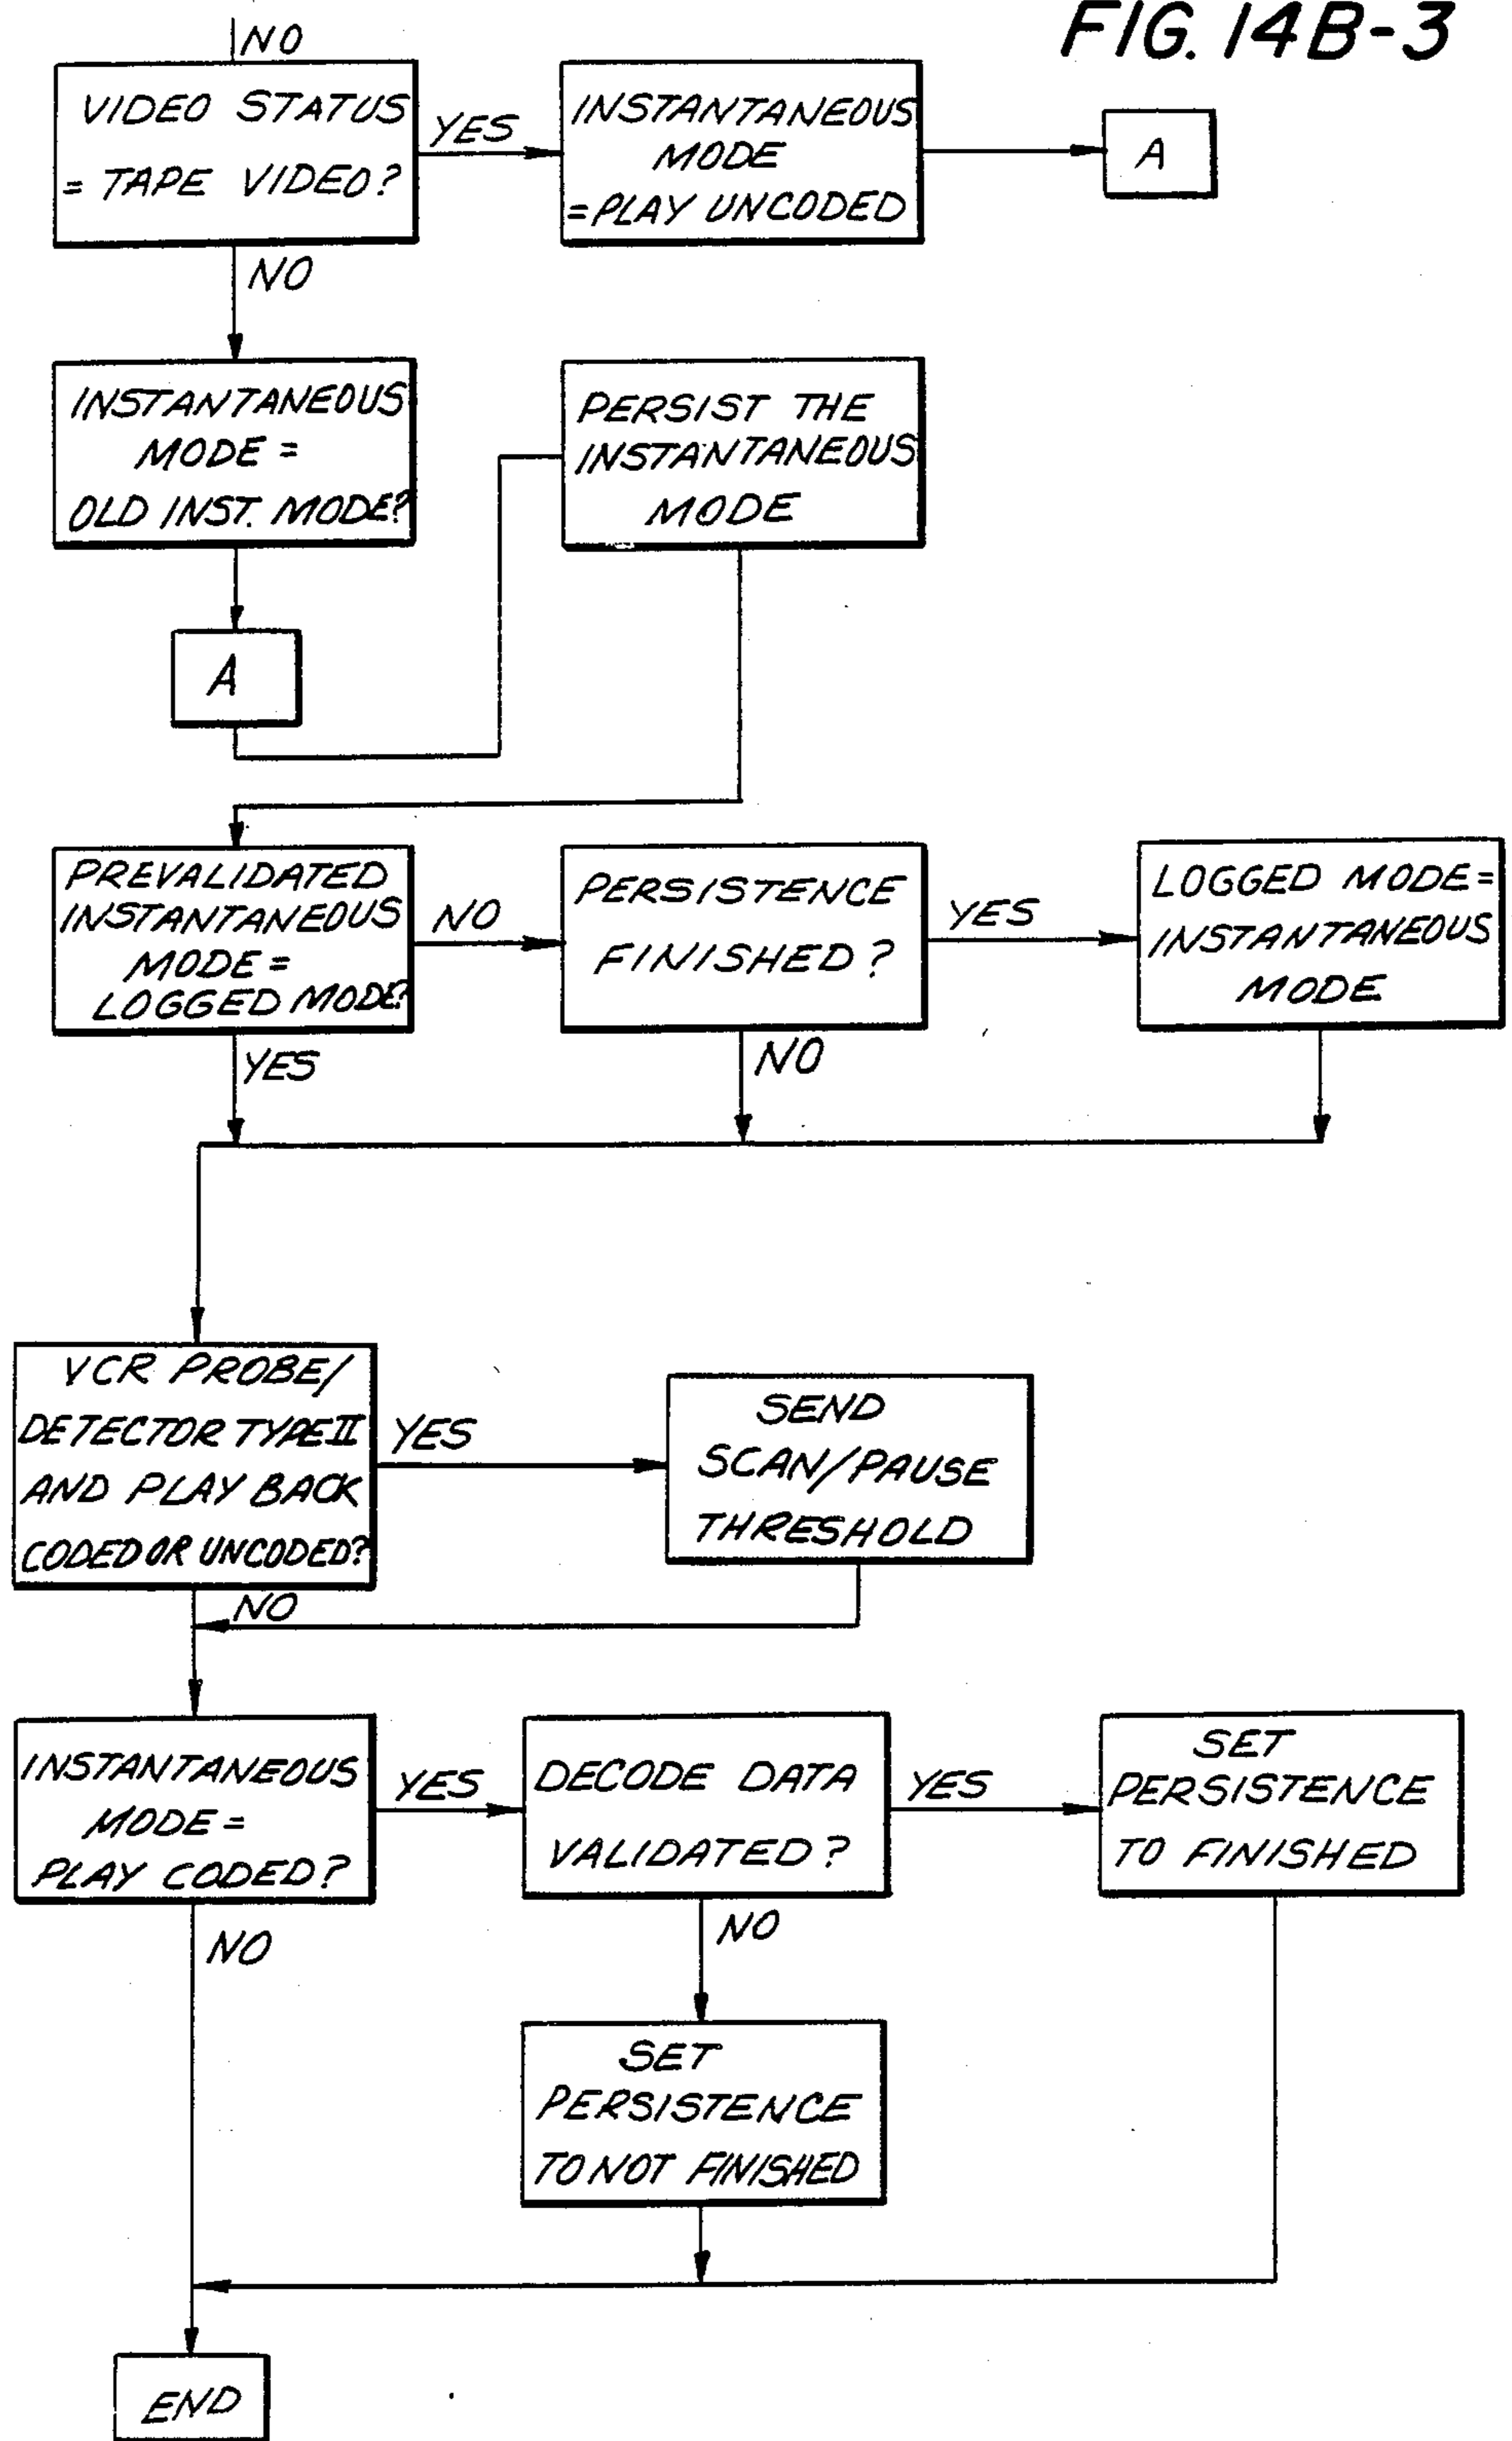 FIG. 14B-3
NO
VIDEO STATUS
= TAPE VIDEO?
YES
INSTANTANEOUS
MODE
=PLAY UNCODED
A
NO
INSTANTANEOUS
MODE =
OLD INST. MODE?
PERSIST THE
INSTANTANEOUS
MODE
A
PREVALIDATED
INSTANTANEOUS
MODE =
LOGGED MODE?
NO
PERSISTENCE
FINISHED?
YES
LOGGED MODE=
INSTANTANEOUS
MODE
YES
NO
VCR PROBE/
DETECTOR TYPE II
AND PLAY BACK
CODED OR UNCODED?
YES
SEND
SCAN/PAUSE
THRESHOLD
NO
INSTANTANEOUS
MODE =
PLAY CODED?
YES
DECODE DATA
VALIDATED?
YES
SET
PERSISTENCE
TO FINISHED
NO
NO
SET
PERSISTENCE
TO NOT FINISHED
END